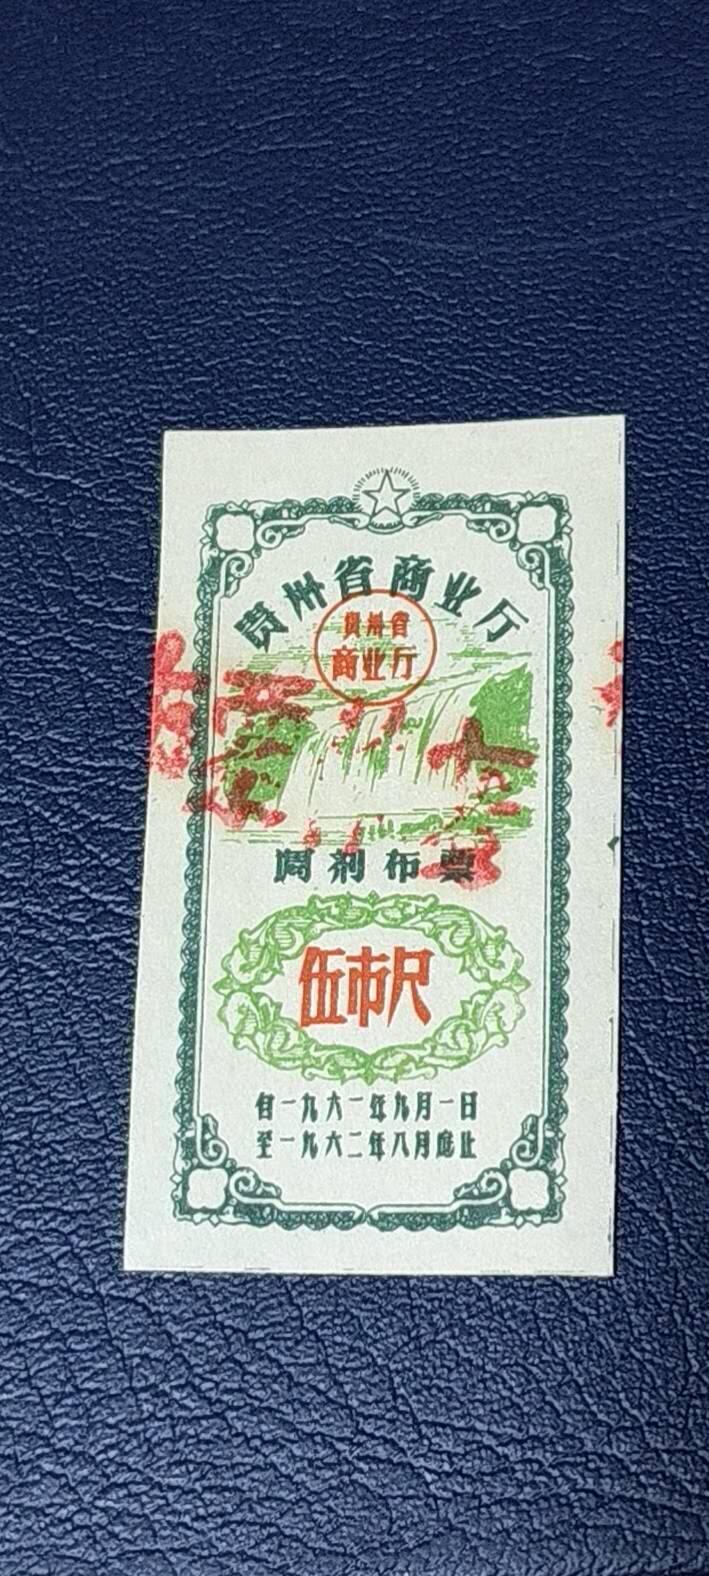 贵州省商业厅
贵州省
商业厅
调剂布票
伍市尺
自一九六一年九月一日
至一九六二年八月底止